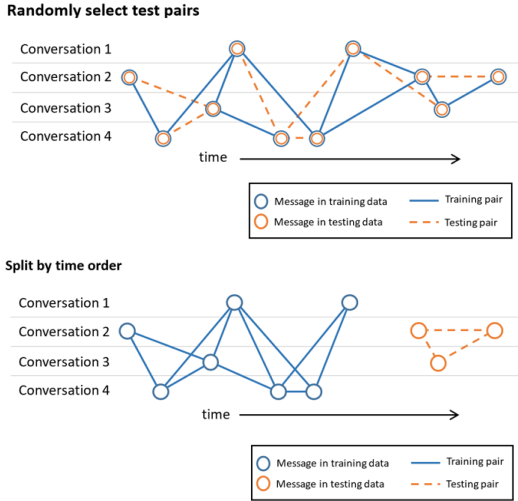 Randomly select test pairs
Conversation 1
Conversation 2
Conversation 3
Conversation 4
time
Message in training data
Training pair
Message in testing data
Testing pair
Split by time order
Conversation 1
Conversation 2
Conversation 3
Conversation 4
time
Message in training data
Training pair
Message in testing data
Testing pair